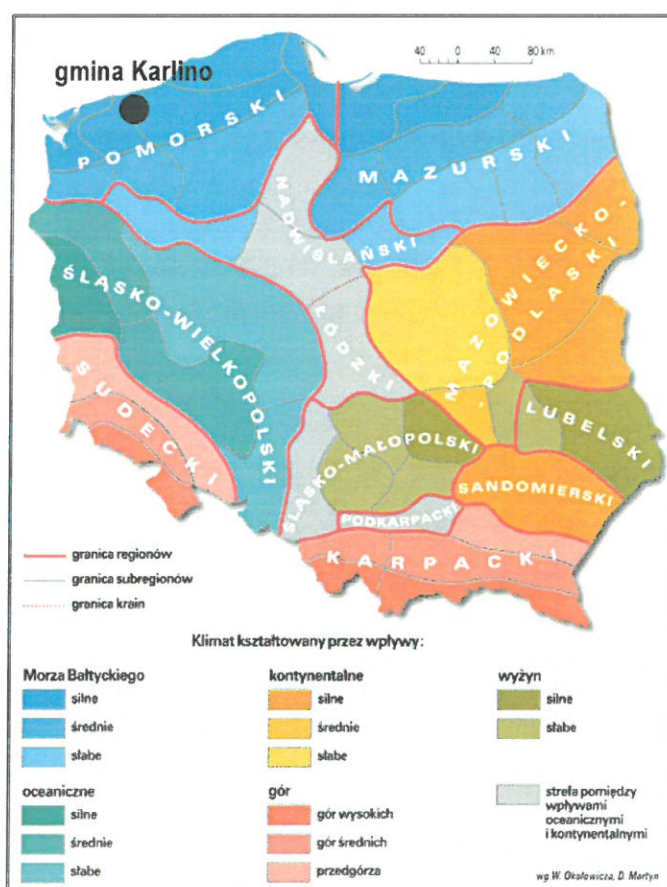 gmina Karlino
40 0 40 80 km
POMORSKI
MAZURSKI
NADWIŚLAŃSKI
ŁÓDZKI
MAZOWIECKO-
-PODLASKI
ŚLĄSKO-WIELKOPOLSKI
SUDECKI
LUBELSKI
ŚLĄSKO-MAŁOPOLSKI
SANDOMIERSKI
PODKARPACKI
KARPACKI
granica regionów
granica subregionów
granica krain
Klimat kształtowany przez wpływy:
Morza Bałtyckiego
silne
średnie
słabe
kontynentalne
silne
średnie
słabe
wyżyn
silne
słabe
oceaniczne
silne
średnie
słabe
gór
gór wysokich
gór średnich
przedgórza
strefa pomiędzy
wpływami
oceanicznymi
i kontynentalnymi
wg W. Okołowicza, D. Martyn